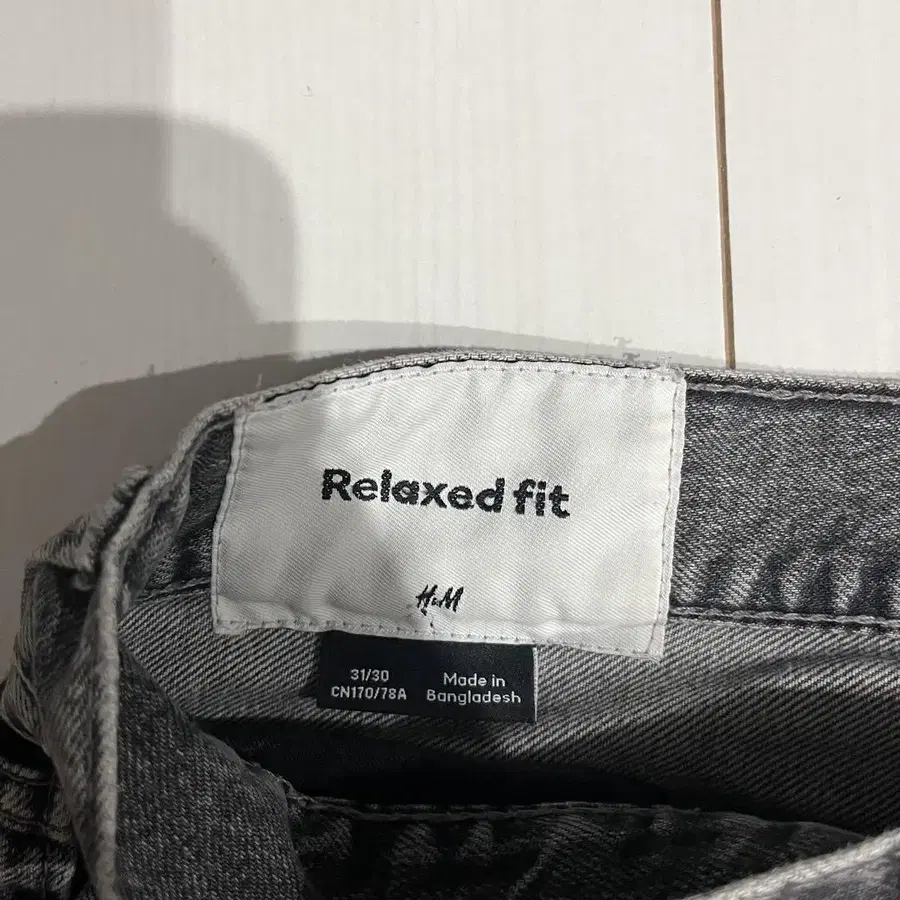 Relaxed fit
H&M
31/30
CN170/78A
Made in
Bangladesh